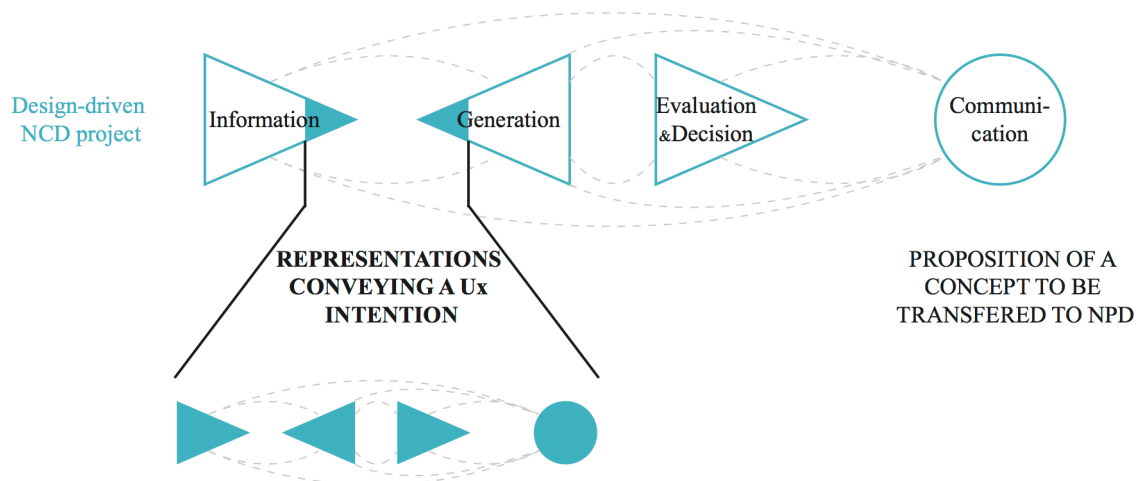 Design-driven
NCD project
Information
Generation
Evaluation
&Decision
Communi-
cation
REPRESENTATIONS
CONVEYING A Ux
INTENTION
PROPOSITION OF A
CONCEPT TO BE
TRANSFERED TO NPD